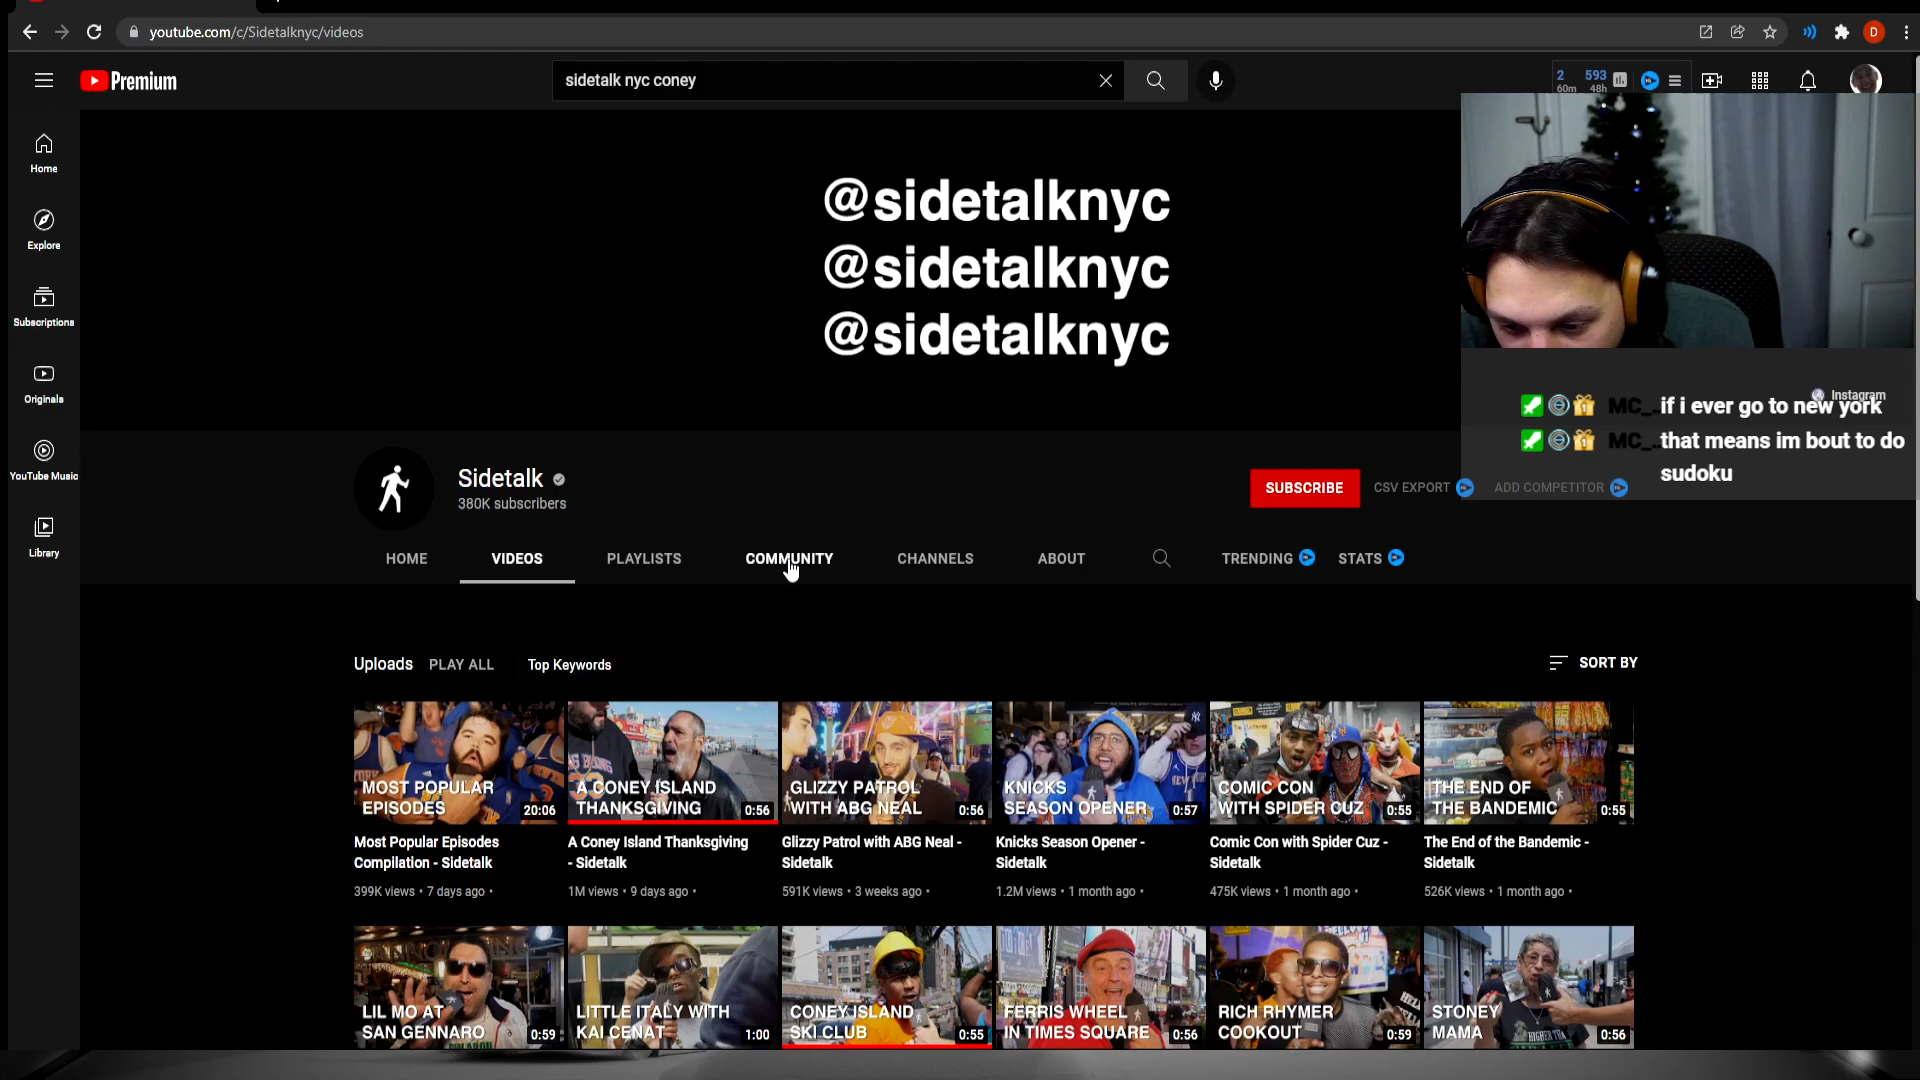 youtube.com/c/Sidetalknyc/videos
Premium
sidetalk nyc coney
2 593
60m 48h
D
Home
Explore
Subscriptions
Originals
YouTube Music
Library
@sidetalknyc
@sidetalknyc
@sidetalknyc
Instagram
MC_... if i ever go to new york
MC_... that means im bout to do
sudoku
Sidetalk
380K subscribers
SUBSCRIBE
CSV EXPORT
ADD COMPETITOR
HOME
VIDEOS
PLAYLISTS
COMMUNITY
CHANNELS
ABOUT
TRENDING
STATS
Uploads
PLAY ALL
Top Keywords
SORT BY
MOST POPULAR
EPISODES
20:06
Most Popular Episodes
Compilation - Sidetalk
399K views • 7 days ago •
A CONEY ISLAND
THANKSGIVING
0:56
A Coney Island Thanksgiving
- Sidetalk
1M views • 9 days ago •
GLIZZY PATROL
WITH ABG NEAL
0:56
Glizzy Patrol with ABG Neal -
Sidetalk
591K views • 3 weeks ago •
KNICKS
SEASON OPENER
0:57
Knicks Season Opener -
Sidetalk
1.2M views • 1 month ago •
COMIC CON
WITH SPIDER CUZ
0:55
Comic Con with Spider Cuz -
Sidetalk
475K views • 1 month ago •
THE END OF
THE BANDEMIC
0:55
The End of the Bandemic -
Sidetalk
526K views • 1 month ago •
LIL MO AT
SAN GENNARO
0:59
LITTLE ITALY WITH
KAI CENAT
1:00
CONEY ISLAND
SKI CLUB
0:55
FERRIS WHEEL
IN TIMES SQUARE
0:56
RICH RHYMER
COOKOUT
0:59
STONEY
MAMA
0:56